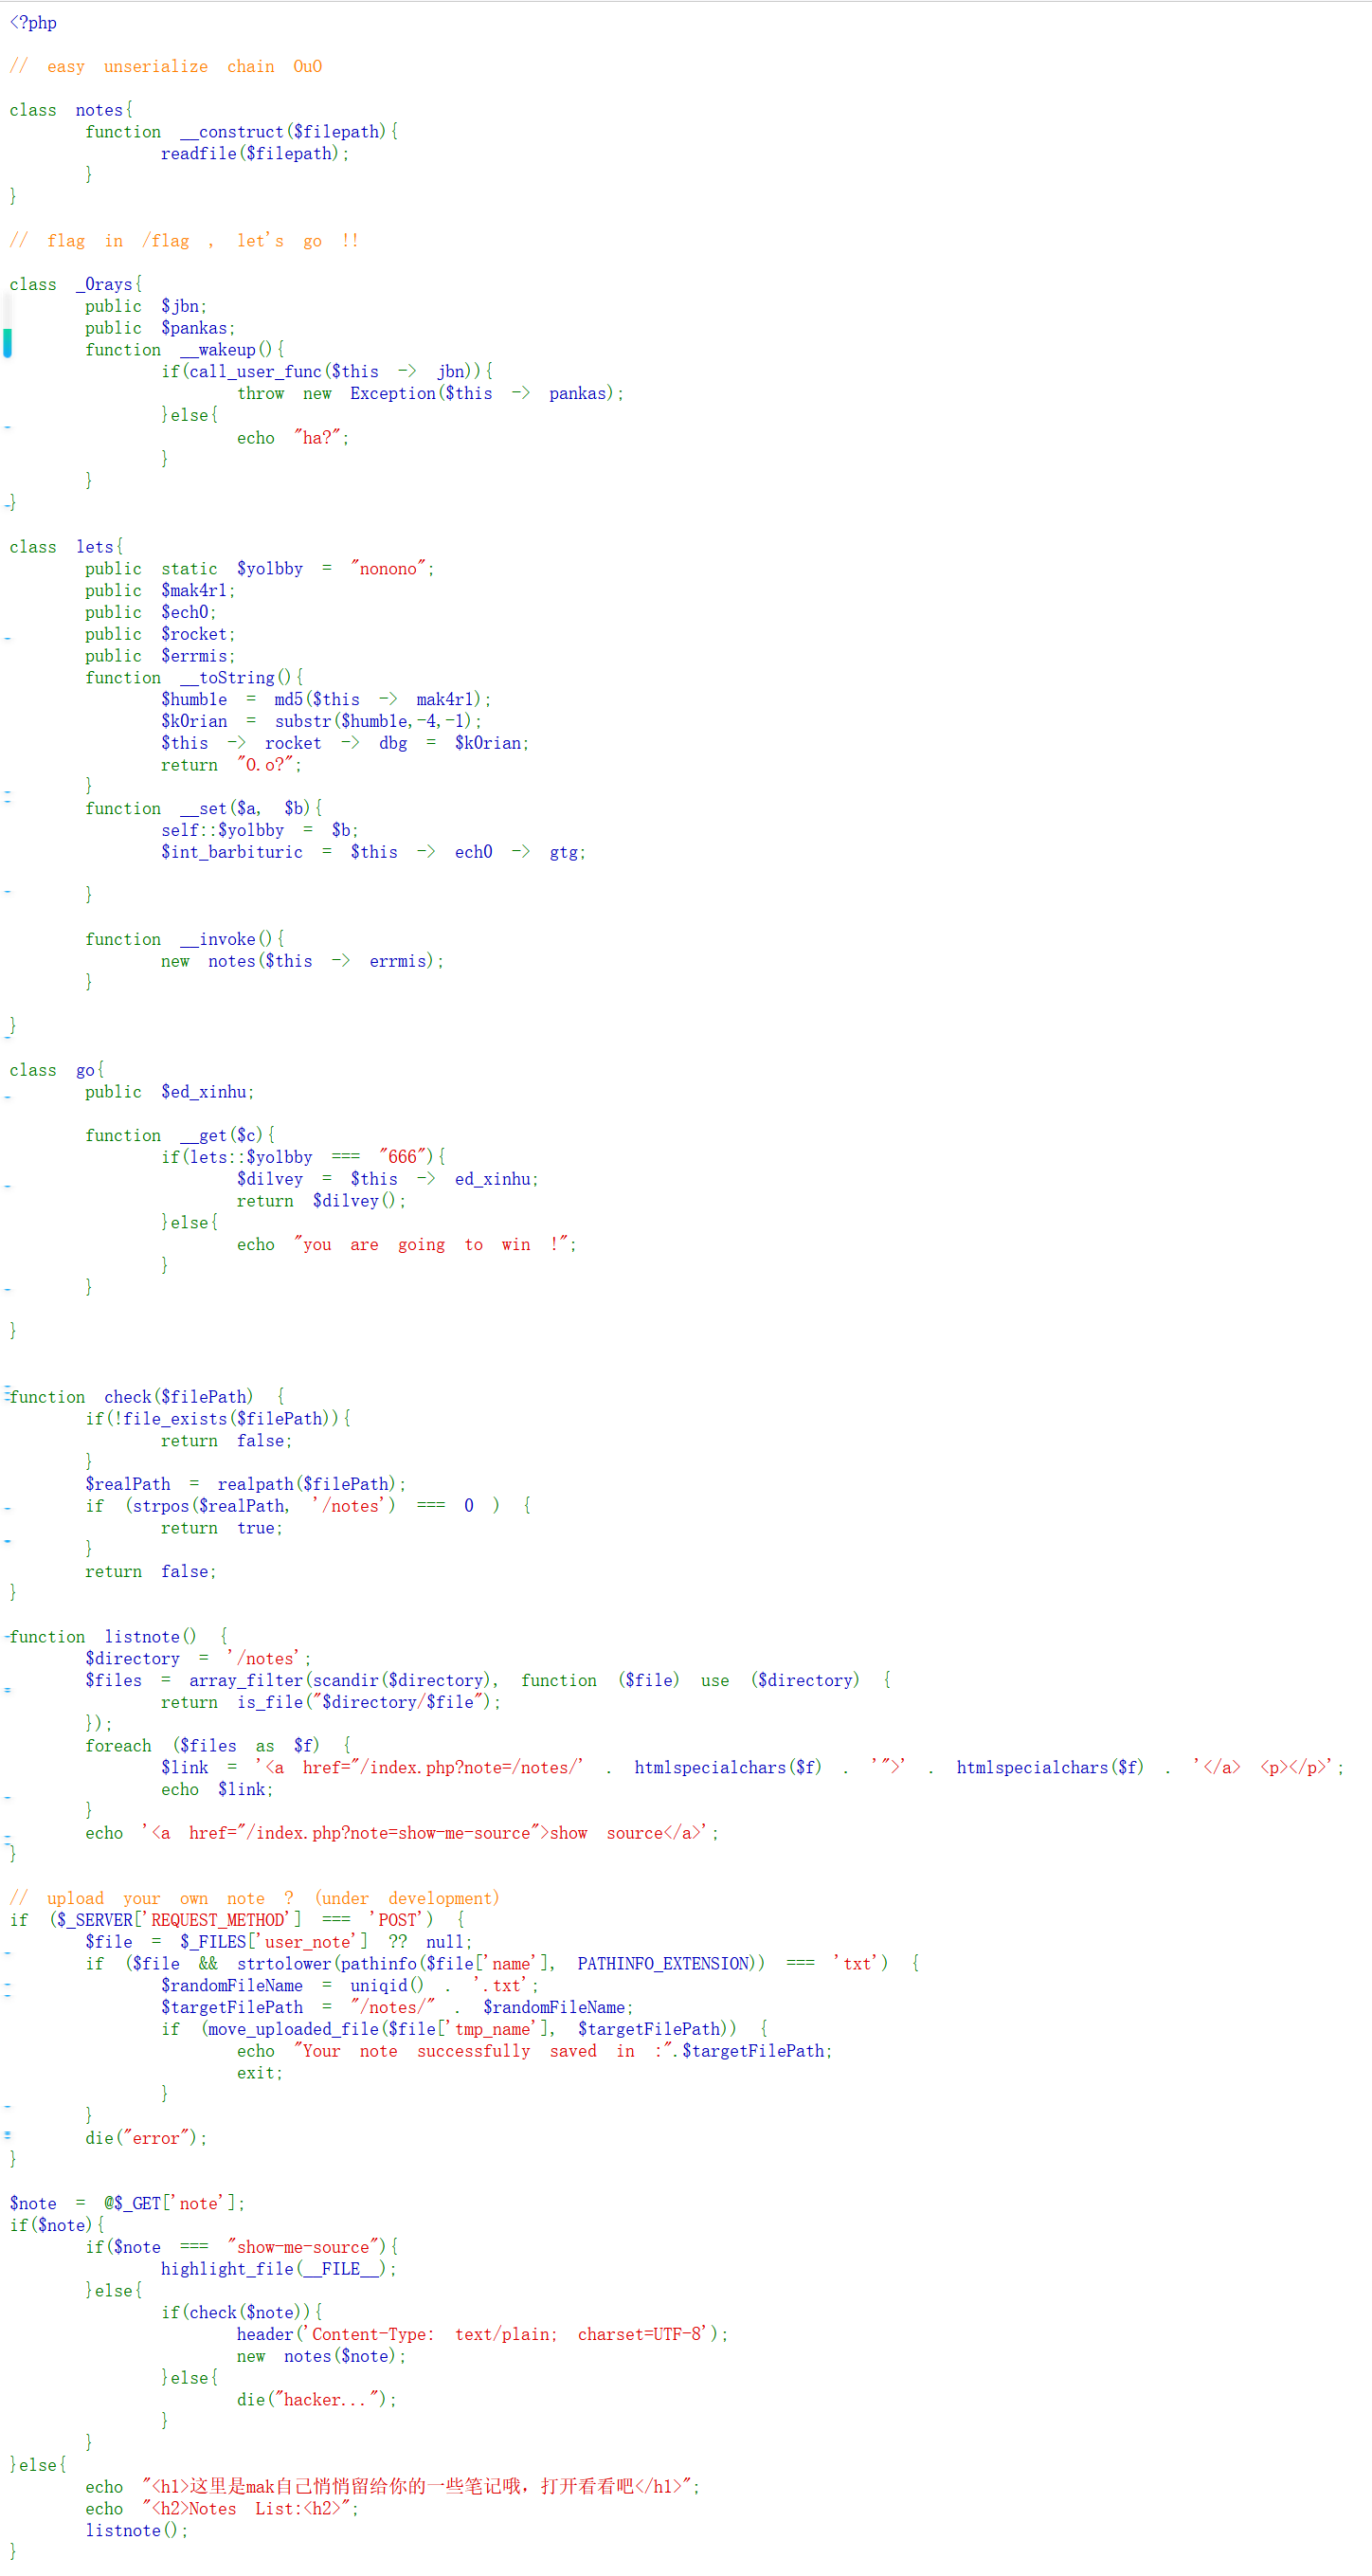 <?php
// easy unserialize chain OuO
class notes{
function __construct($filepath){
readfile($filepath);
}
}
// flag in /flag , let's go !!
class _0rays{
public $jbn;
public $pankas;
function __wakeup(){
if(call_user_func($this -> jbn)){
throw new Exception($this -> pankas);
}else{
echo "ha?";
}
}
}
class lets{
public static $yolbby = "nonono";
public $mak4r1;
public $ech0;
public $rocket;
public $errmis;
function __toString(){
$humb1e = md5($this -> mak4r1);
$k0rian = substr($humb1e,-4,-1);
$this -> rocket -> dbg = $k0rian;
return "O.o?";
}
function __set($a, $b){
self::$yolbby = $b;
$int_barbituric = $this -> ech0 -> gtg;
}
function __invoke(){
new notes($this -> errmis);
}
}
class go{
public $ed_xinhu;
function __get($c){
if(lets::$yolbby === "666"){
$dilvey = $this -> ed_xinhu;
return $dilvey();
}else{
echo "you are going to win !";
}
}
}
function check($filePath) {
if(!file_exists($filePath)){
return false;
}
$realPath = realpath($filePath);
if (strpos($realPath, '/notes') === 0 ) {
return true;
}
return false;
}
function listnote() {
$directory = '/notes';
$files = array_filter(scandir($directory), function ($file) use ($directory) {
return is_file("$directory/$file");
});
foreach ($files as $f) {
$link = '<a href="/index.php?note=/notes/' . htmlspecialchars($f) . '">' . htmlspecialchars($f) . '</a> <p></p>';
echo $link;
}
echo '<a href="/index.php?note=show-me-source">show source</a>';
}
// upload your own note ? (under development)
if ($_SERVER['REQUEST_METHOD'] === 'POST') {
$file = $_FILES['user_note'] ?? null;
if ($file && strtolower(pathinfo($file['name'], PATHINFO_EXTENSION)) === 'txt') {
$randomFileName = uniqid() . '.txt';
$targetFilePath = "/notes/" . $randomFileName;
if (move_uploaded_file($file['tmp_name'], $targetFilePath)) {
echo "Your note successfully saved in :".$targetFilePath;
exit;
}
}
die("error");
}
$note = @$_GET['note'];
if($note){
if($note === "show-me-source"){
highlight_file(__FILE__);
}else{
if(check($note)){
header('Content-Type: text/plain; charset=UTF-8');
new notes($note);
}else{
die("hacker...");
}
}
}else{
echo "<h1>这里是mak自己悄悄留给你的一些笔记哦，打开看看吧</h1>";
echo "<h2>Notes List:<h2>";
listnote();
}